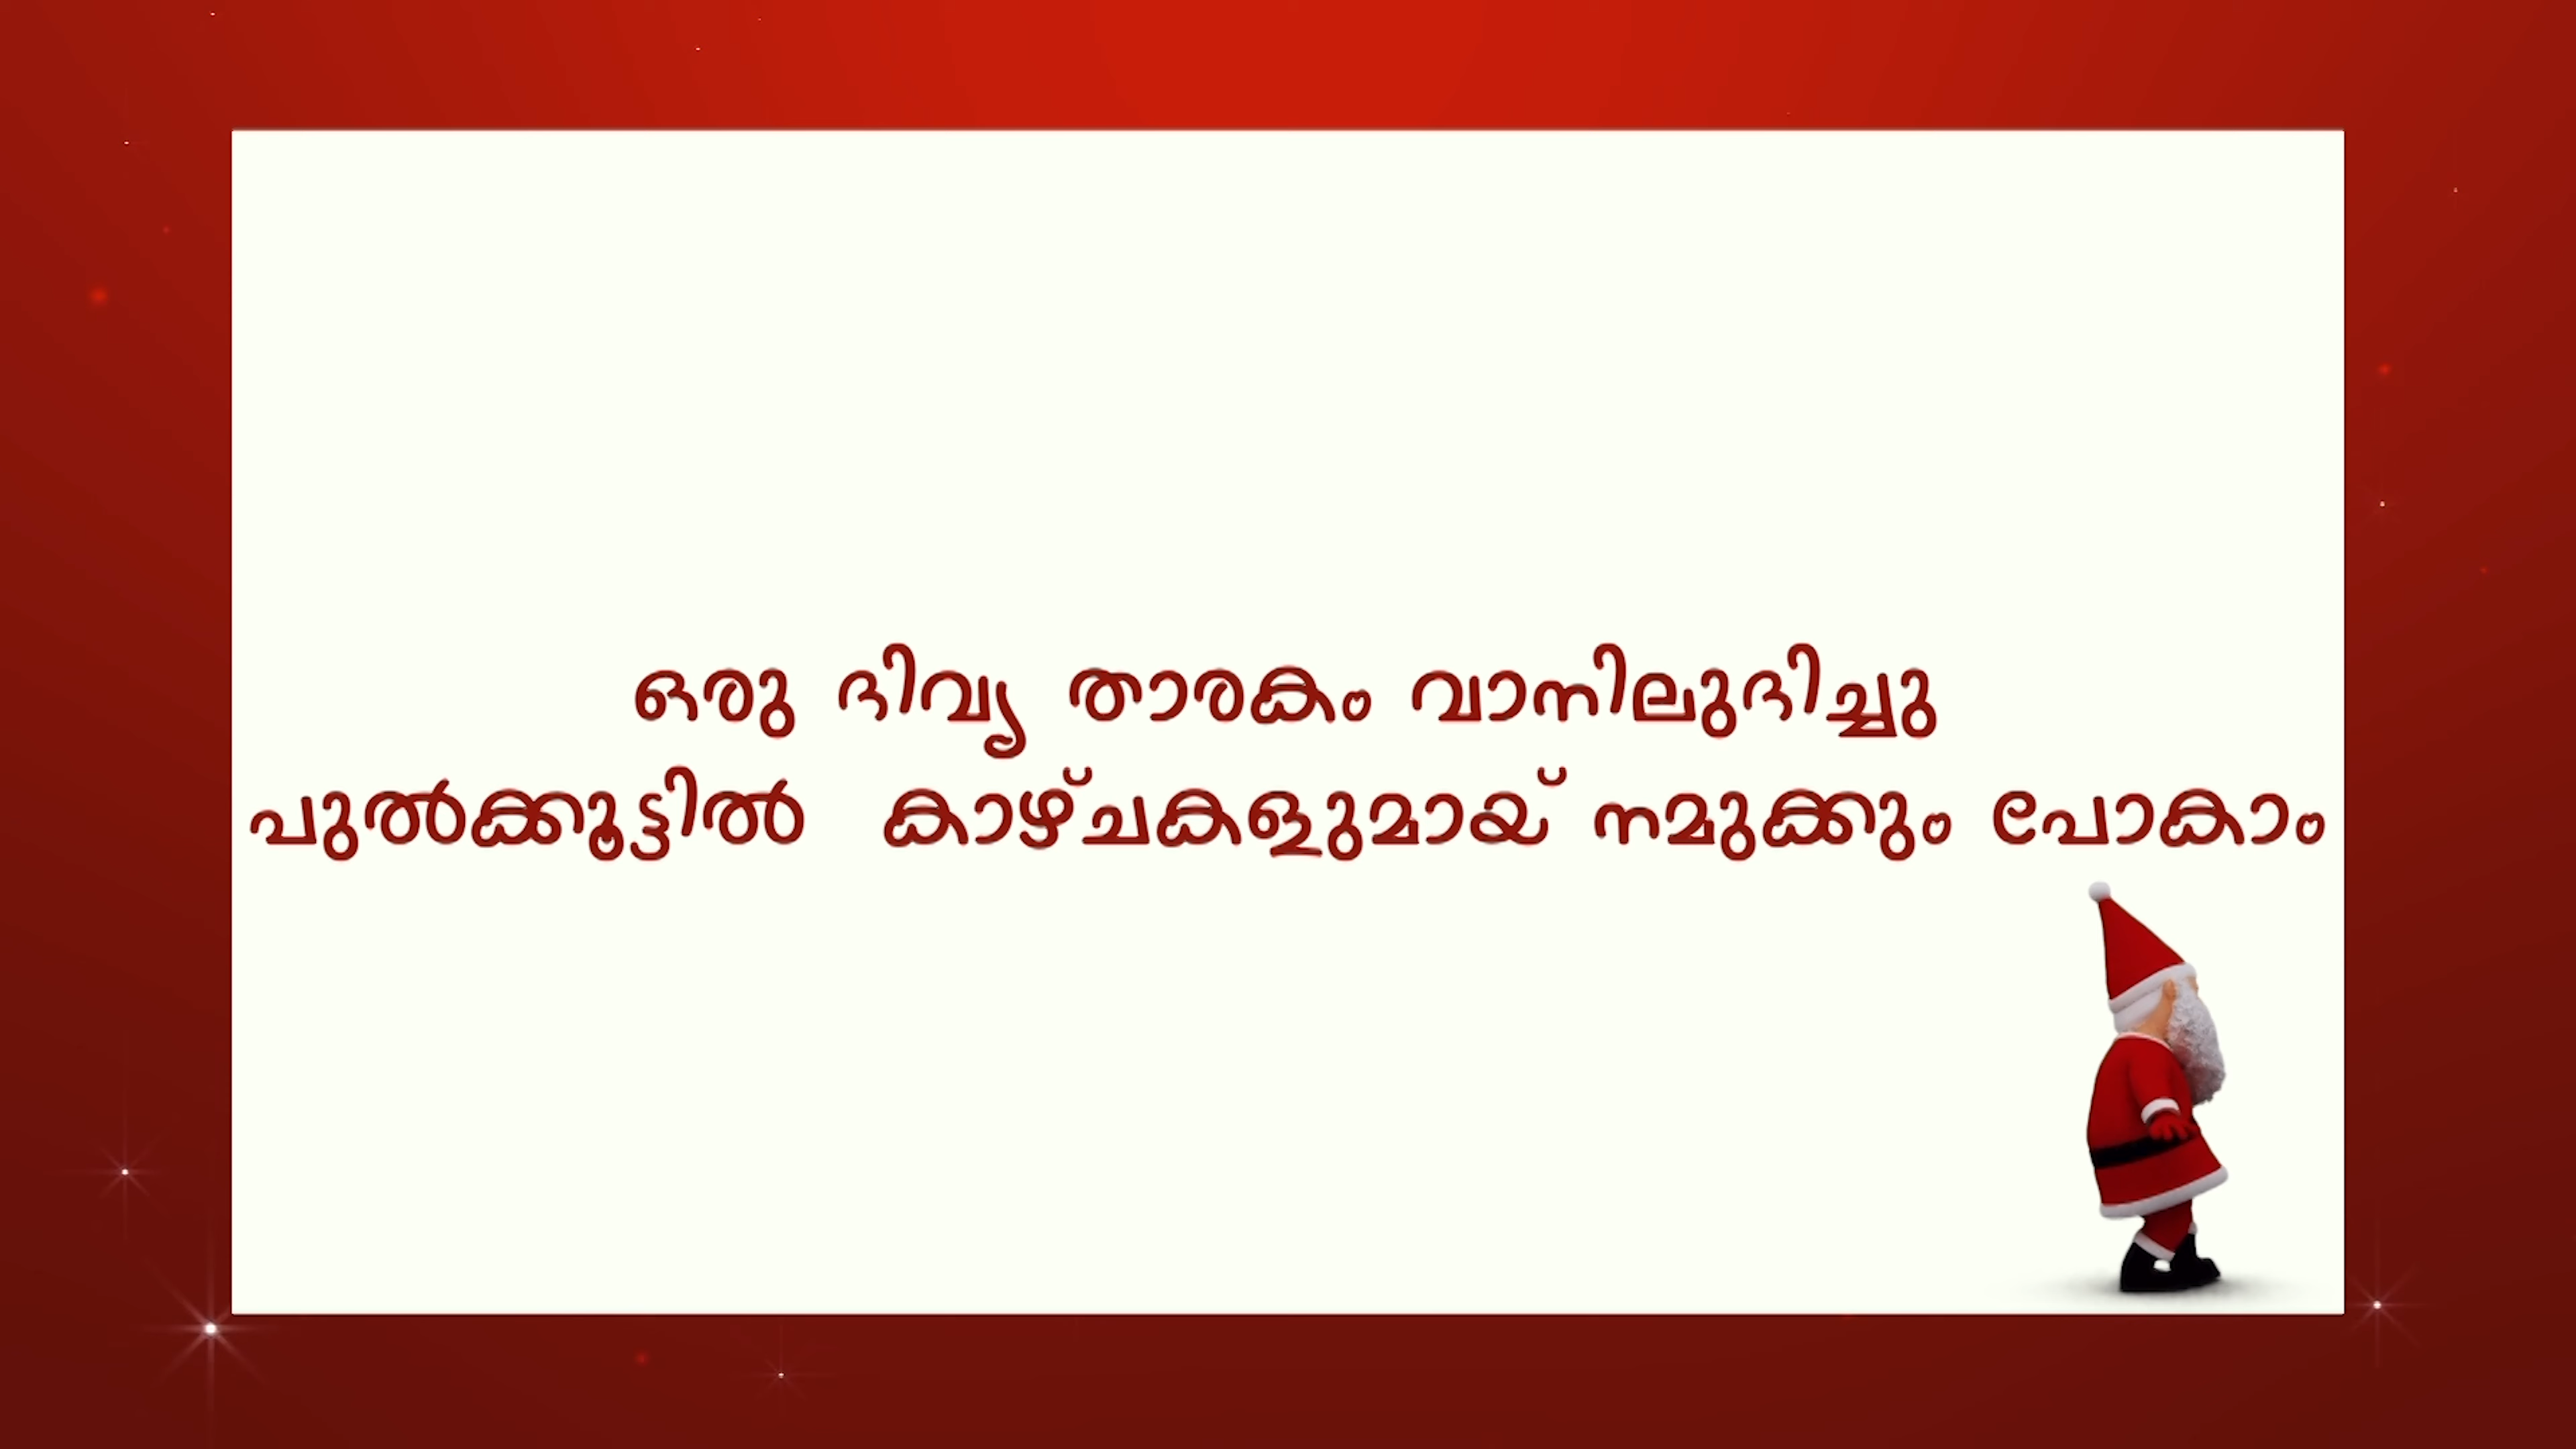 ഒരു ദിവ്യ താരകം വാനിലുദിച്ചു
പുൽക്കൂട്ടിൽ കാഴ്ചകളുമായ് നമുക്കും പോകാം